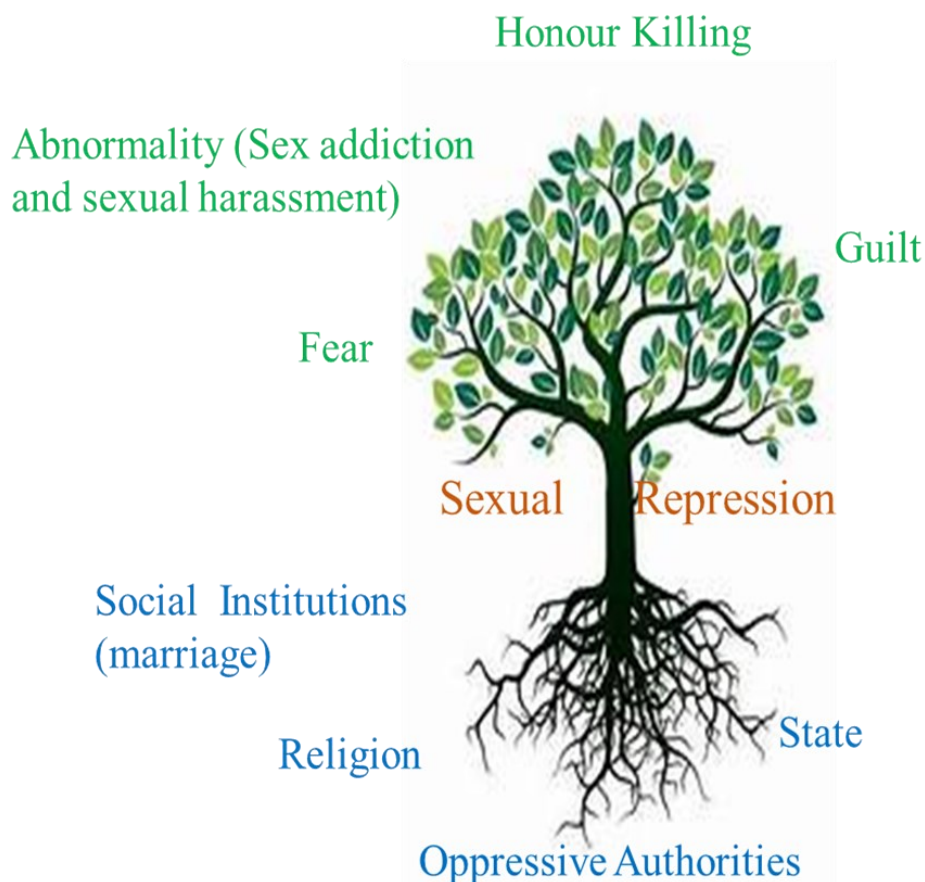 Honour Killing
Abnormality (Sex addiction
and sexual harassment)
Guilt
Fear
Sexual Repression
Social Institutions
(marriage)
State
Religion
Oppressive Authorities